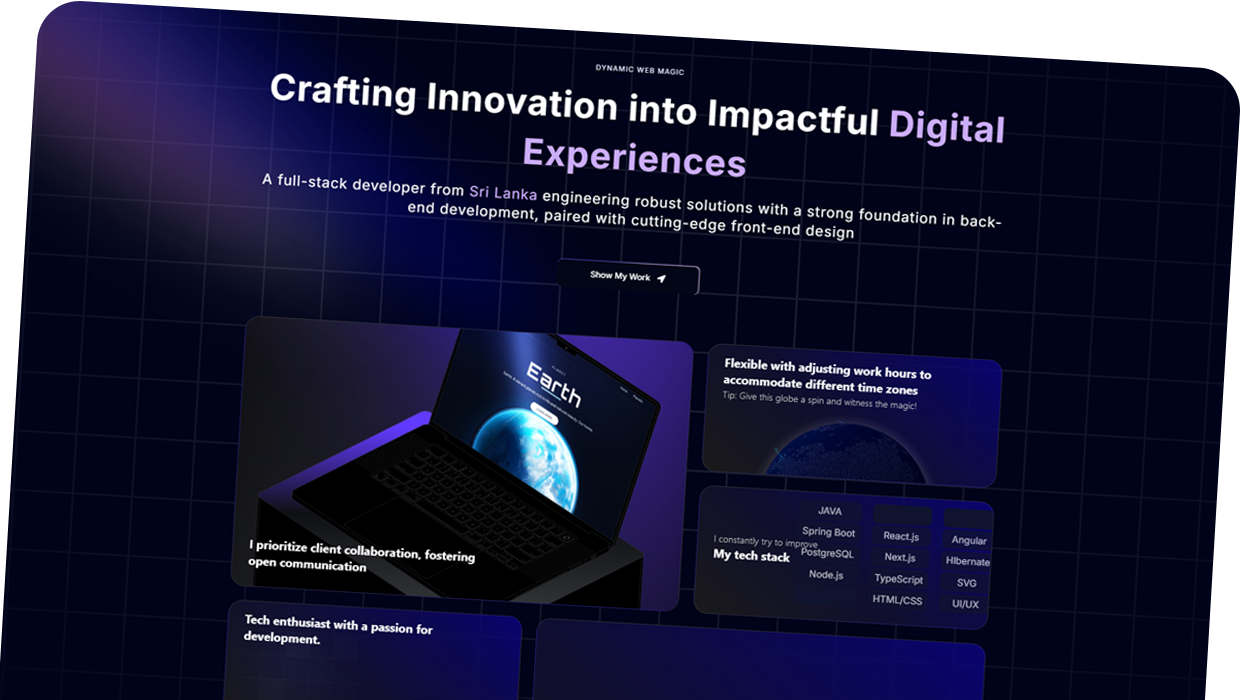 DYNAMIC WEB MAGIC
Crafting Innovation into Impactful Digital
Experiences
A full-stack developer from Sri Lanka engineering robust solutions with a strong foundation in back-
end development, paired with cutting-edge front-end design
Show My Work
Earth
I prioritize client collaboration, fostering
open communication
Flexible with adjusting work hours to
accommodate different time zones
Tip: Give this globe a spin and witness the magic!
I constantly try to improve
My tech stack
JAVA
Spring Boot
PostgreSQL
Node.js
React.js
Next.js
TypeScript
HTML/CSS
Angular
HIbernate
SVG
UI/UX
Tech enthusiast with a passion for
development.